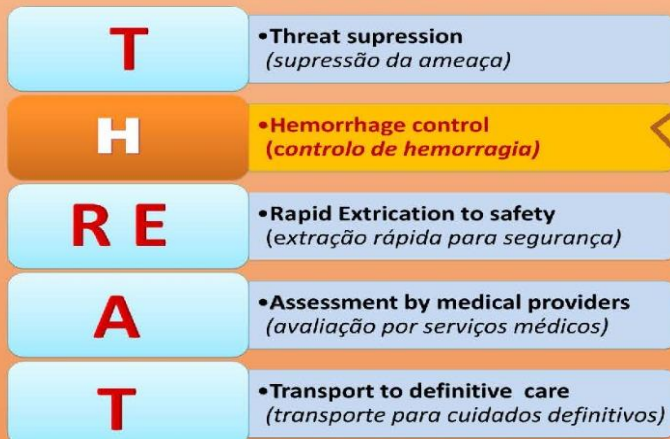 T
•Threat supression
(supressão da ameaça)
H
•Hemorrhage control
(controlo de hemorragia)
R E
•Rapid Extrication to safety
(extração rápida para segurança)
A
•Assessment by medical providers
(avaliação por serviços médicos)
T
•Transport to definitive care
(transporte para cuidados definitivos)